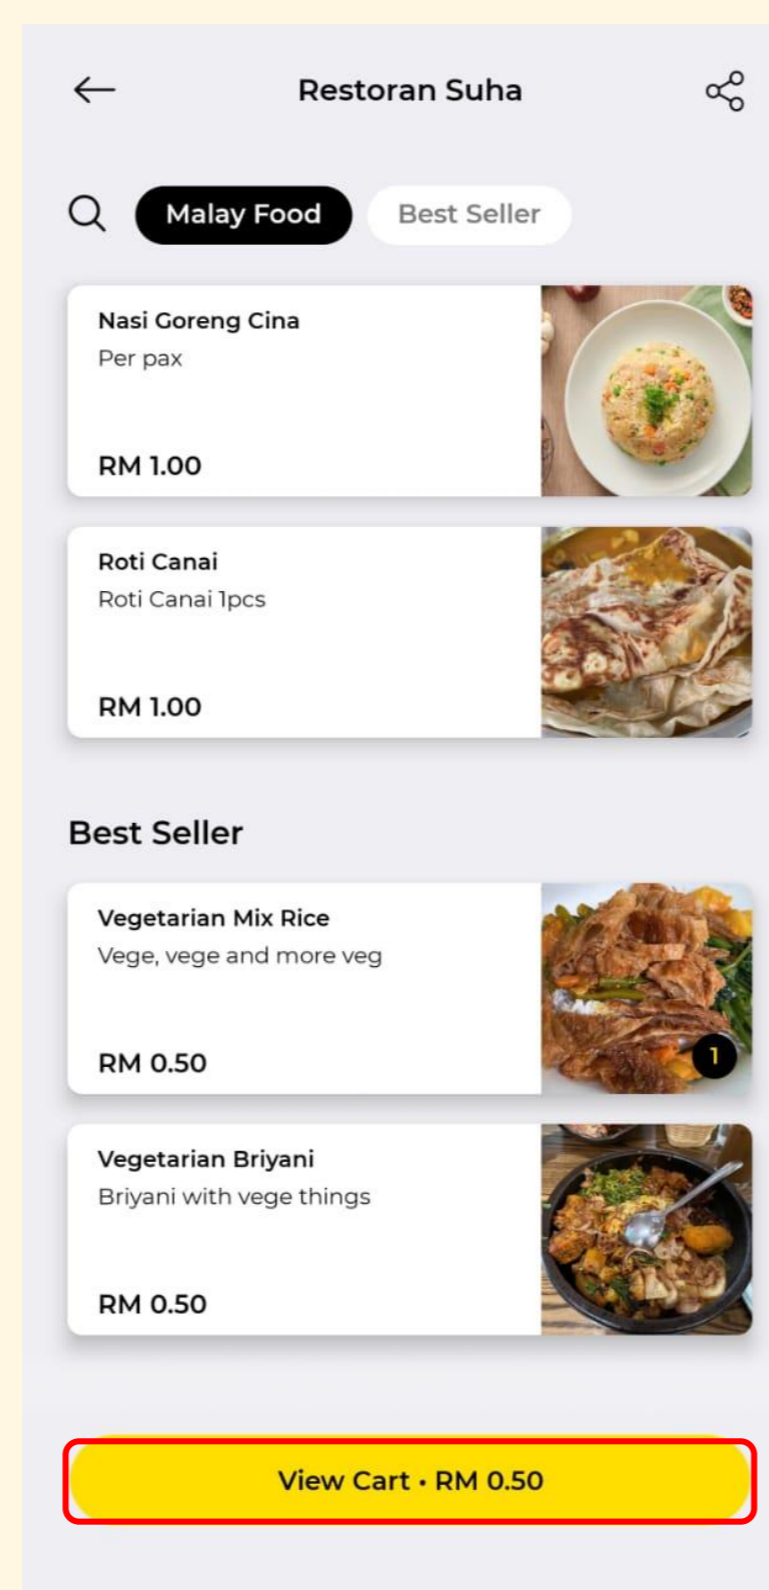 Restoran Suha
Malay Food
Best Seller
Nasi Goreng Cina
Per pax
RM 1.00
Roti Canai
Roti Canai 1pcs
RM 1.00
Best Seller
Vegetarian Mix Rice
Vege, vege and more veg
RM 0.50
1
Vegetarian Briyani
Briyani with vege things
RM 0.50
View Cart • RM 0.50